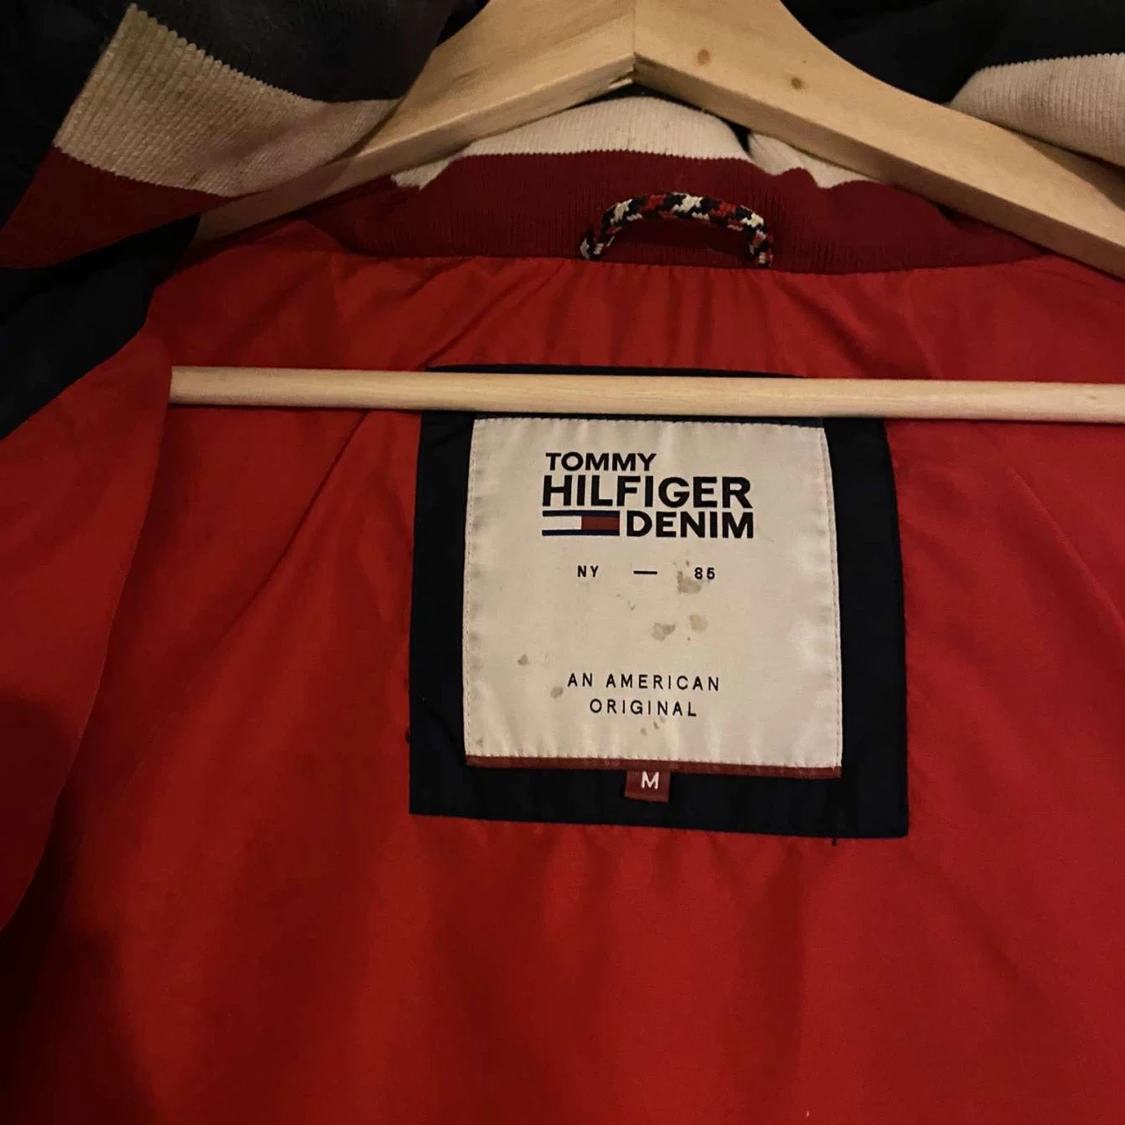 TOMMY
HILFIGER
DENIM
NY — 85
AN AMERICAN
ORIGINAL
M